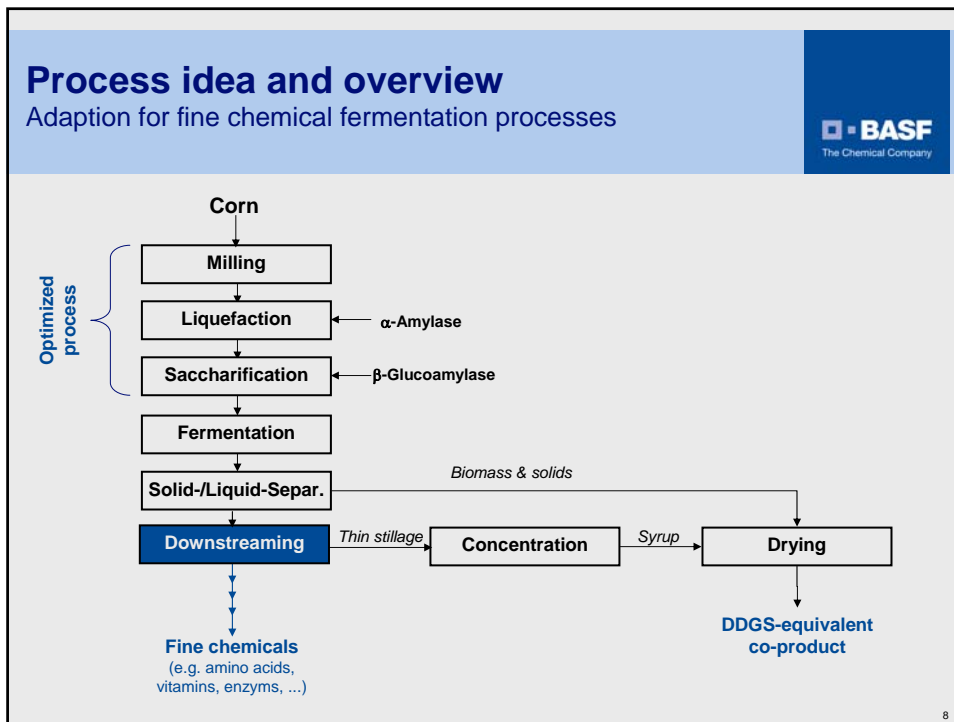 Process idea and overview
Adaption for fine chemical fermentation processes
BASF
The Chemical Company
Corn
Optimized
process
Milling
Liquefaction
α-Amylase
Saccharification
β-Glucoamylase
Fermentation
Solid-/Liquid-Separ.
Biomass & solids
Downstreaming
Thin stillage
Concentration
Syrup
Drying
Fine chemicals
(e.g. amino acids,
vitamins, enzyms, ...)
DDGS-equivalent
co-product
8